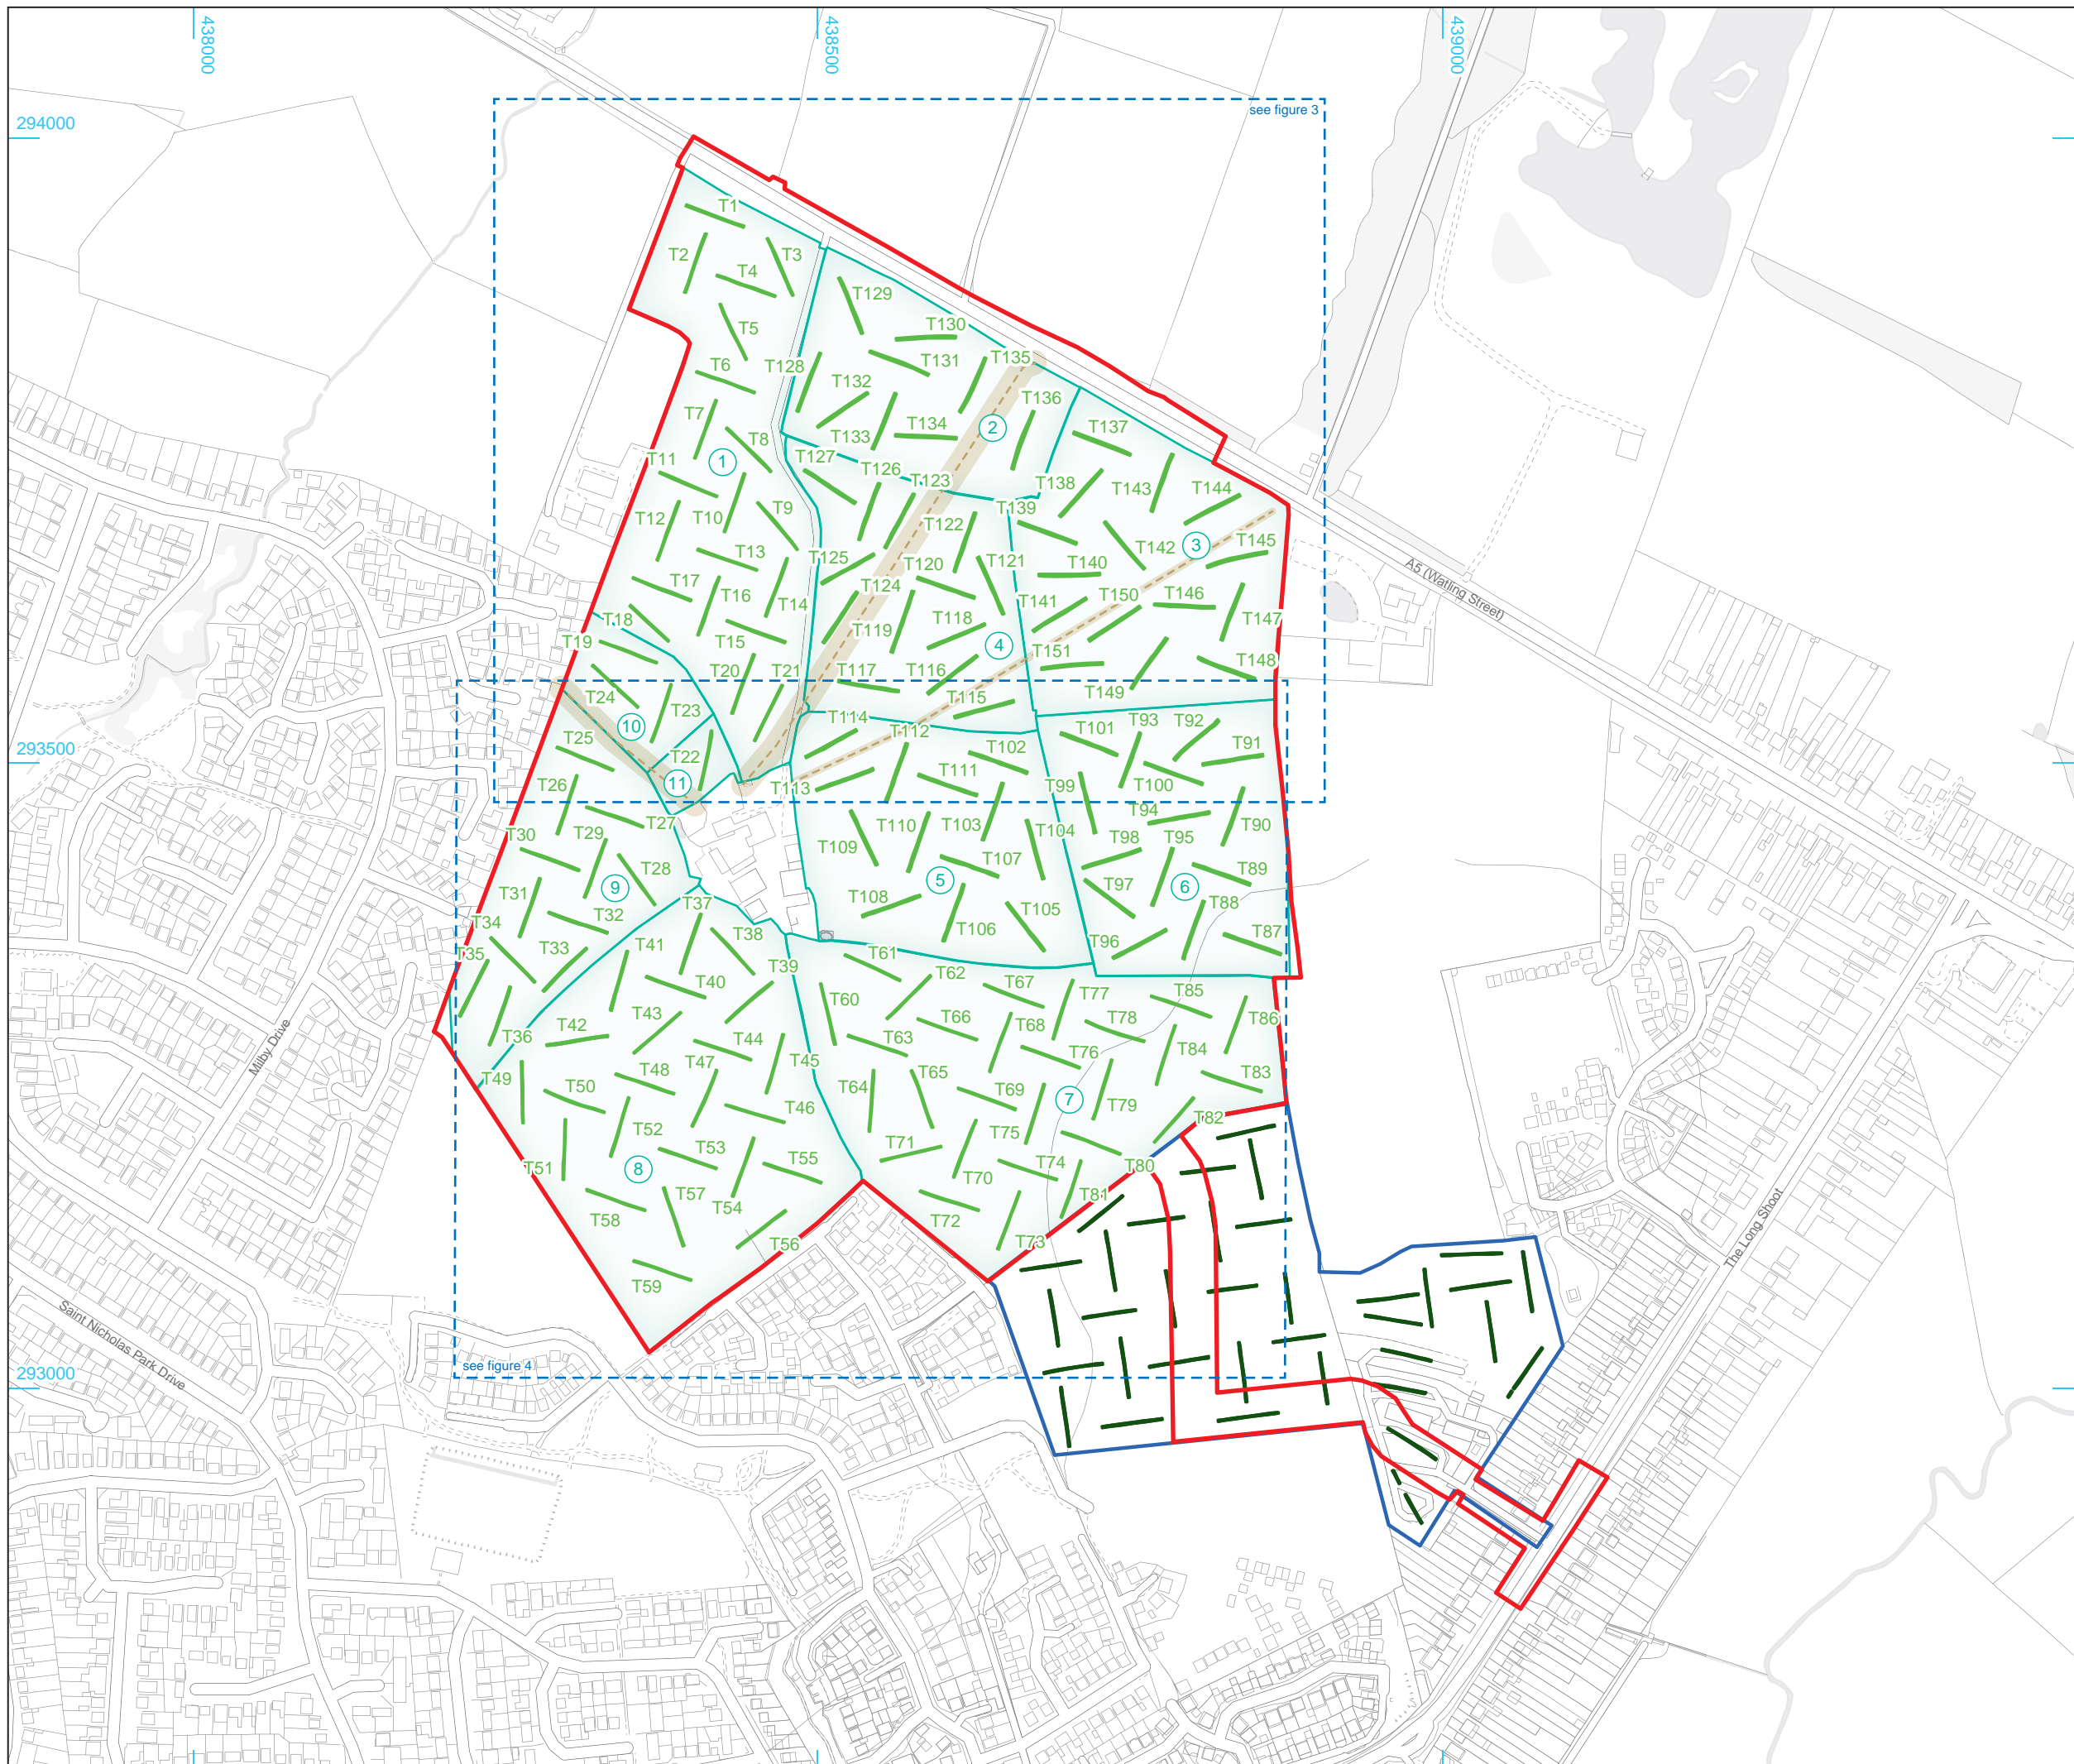 438000
438500
439000
294000
see figure 3
T1
T2
T3
T4
T129
T5
T130
T135
T6
T128
T131
T132
T136
T7
T134
T137
T8
T133
2
T11
1
T127
T126
T123
T138
T143
T144
T12
T10
T9
T139
T122
T142
3
T145
T13
T125
T120
T121
T140
A5 (Watling Street)
T17
T16
T14
T124
T141
T150
T146
T18
T15
T119
T118
T147
T19
4
T20
T21
T117
T116
T151
T148
T24
T149
T23
T115
10
T114
T93
T92
T25
T112
T101
293500
T22
T102
T91
T26
11
T113
T111
T99
T100
T30
T29
T27
T110
T103
T104
T94
T90
T109
T98
T95
T28
T107
T89
9
5
T97
6
T31
T37
T108
T88
T34
T32
T38
T106
T105
T35
T33
T41
T61
T96
T87
T39
T40
T62
T67
T77
T85
T60
T36
T42
T43
T44
T63
T66
T68
T78
T86
Milby Drive
T47
T45
T76
T84
T49
T50
T48
T64
T65
T69
T83
T46
7
T79
T52
T75
T82
T51
T53
T71
8
T55
T74
T80
T57
T70
T81
T58
T54
T72
The Long Shoot
T56
T73
T59
Saint Nicholas Park Drive
see figure 4
293000